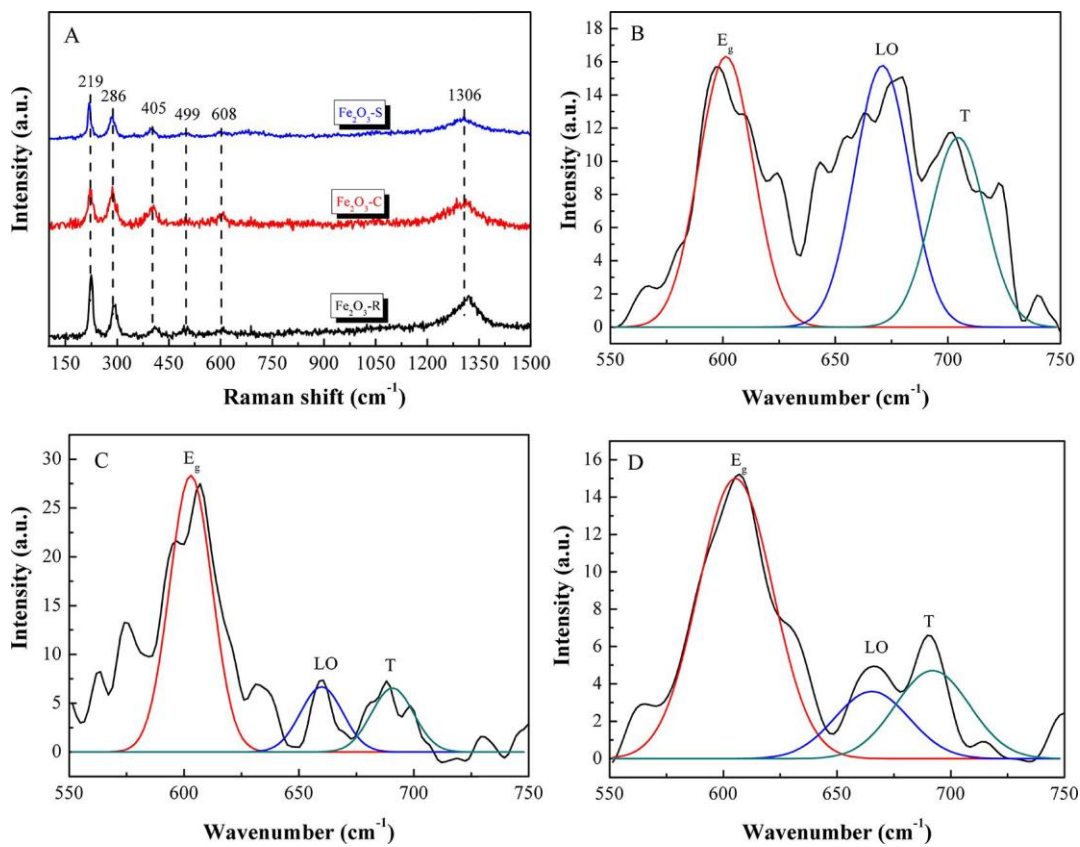 A
219
286
405
499
608
1306
Fe₂O₃-S
Fe₂O₃-C
Fe₂O₃-R
Intensity (a.u.)
150 300 450 600 750 900 1050 1200 1350 1500
Raman shift (cm⁻¹)
B
E_g
LO
T
Intensity (a.u.)
18
16
14
12
10
8
6
4
2
0
550 600 650 700 750
Wavenumber (cm⁻¹)
C
E_g
LO
T
Intensity (a.u.)
30
25
20
15
10
5
0
550 600 650 700 750
Wavenumber (cm⁻¹)
D
E_g
LO
T
Intensity (a.u.)
16
14
12
10
8
6
4
2
0
550 600 650 700 750
Wavenumber (cm⁻¹)